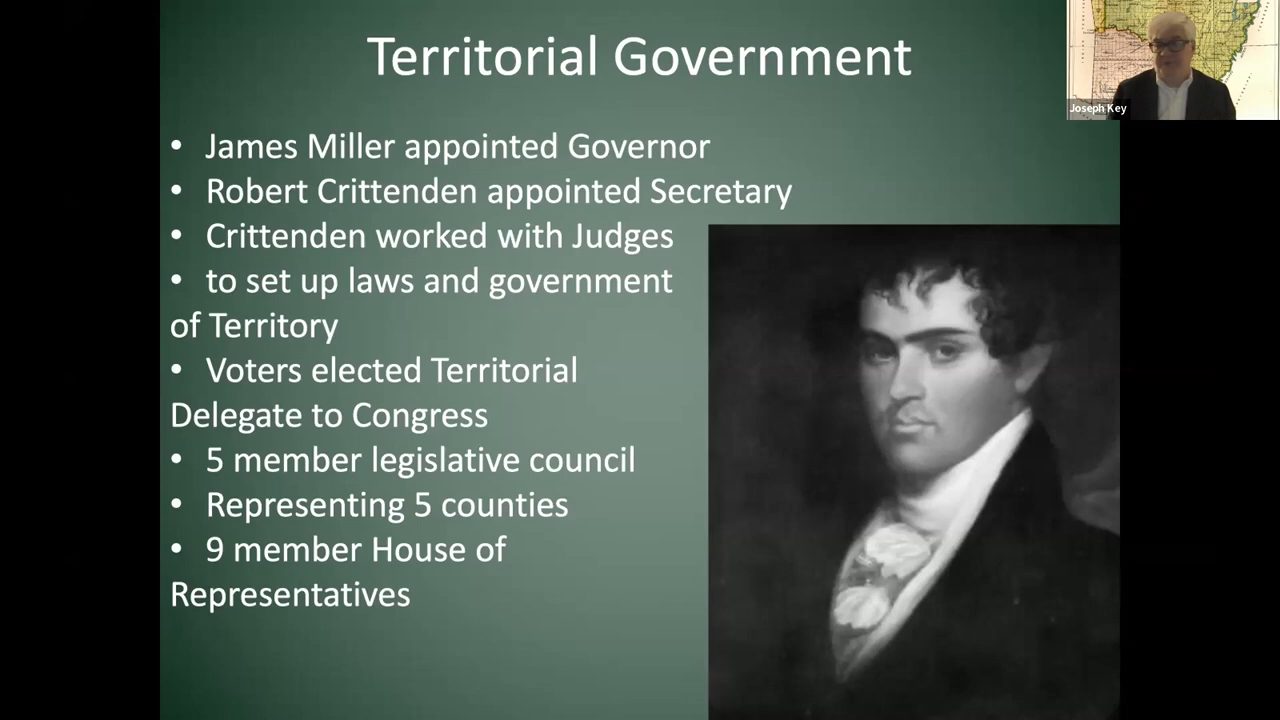 Territorial Government
Joseph Key
• James Miller appointed Governor
• Robert Crittenden appointed Secretary
• Crittenden worked with Judges
• to set up laws and government
of Territory
• Voters elected Territorial
Delegate to Congress
• 5 member legislative council
• Representing 5 counties
• 9 member House of
Representatives